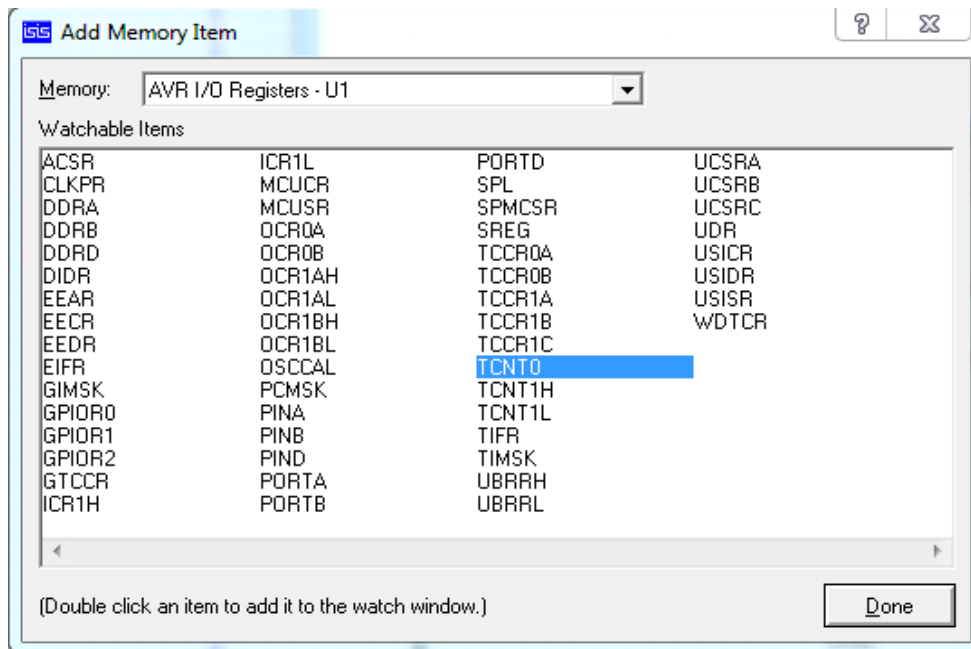 isis Add Memory Item
Memory: AVR I/O Registers - U1
Watchable Items
ACSR ICR1L PORTD UCSRA
CLKPR MCUCR SPL UCSRB
DDRA MCUSR SPMCSR UCSRC
DDRB OCR0A SREG UDR
DDRD OCR0B TCCR0A USICR
DIDR OCR1AH TCCR0B USIDR
EEAR OCR1AL TCCR1A USISR
EECR OCR1BH TCCR1B WDTCR
EEDR OCR1BL TCCR1C
EIFR OSCCAL TCNT0
GIMSK PCMSK TCNT1H
GPIOR0 PINA TCNT1L
GPIOR1 PINB TIFR
GPIOR2 PIND TIMSK
GTCCR PORTA UBRRH
ICR1H PORTB UBRRL
(Double click an item to add it to the watch window.) Done